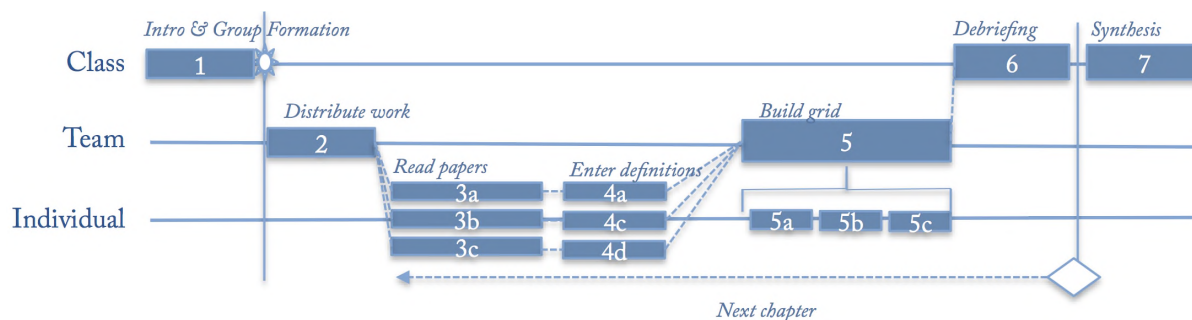 Intro & Group Formation
Debriefing
Synthesis
Class
1
6
7
Distribute work
Build grid
Team
2
5
Read papers
Enter definitions
3a
4a
Individual
3b
4c
5a
5b
5c
3c
4d
Next chapter